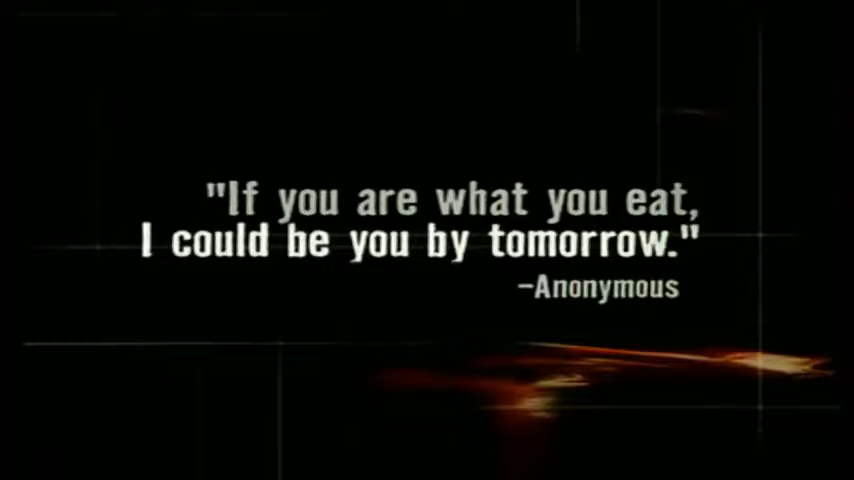 "If you are what you eat,
I could be you by tomorrow."
–Anonymous